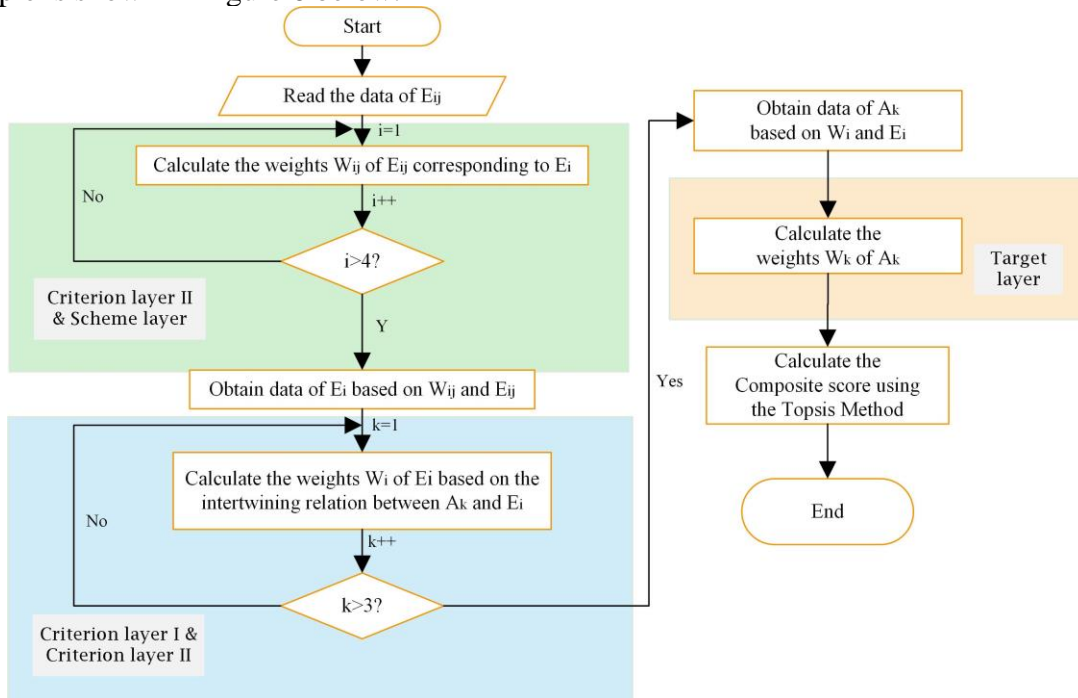 Start
Read the data of Eij
i=1
Calculate the weights Wij of Eij corresponding to Ei
No
i++
i>4?
Criterion layer II
& Scheme layer
Y
Obtain data of Ei based on Wij and Eij
k=1
Calculate the weights Wi of Ei based on the
intertwining relation between Ak and Ei
No
k++
k>3?
Criterion layer I &
Criterion layer II
Yes
Obtain data of Ak
based on Wi and Ei
Calculate the
weights Wk of Ak
Target
layer
Calculate the
Composite score using
the Topsis Method
End